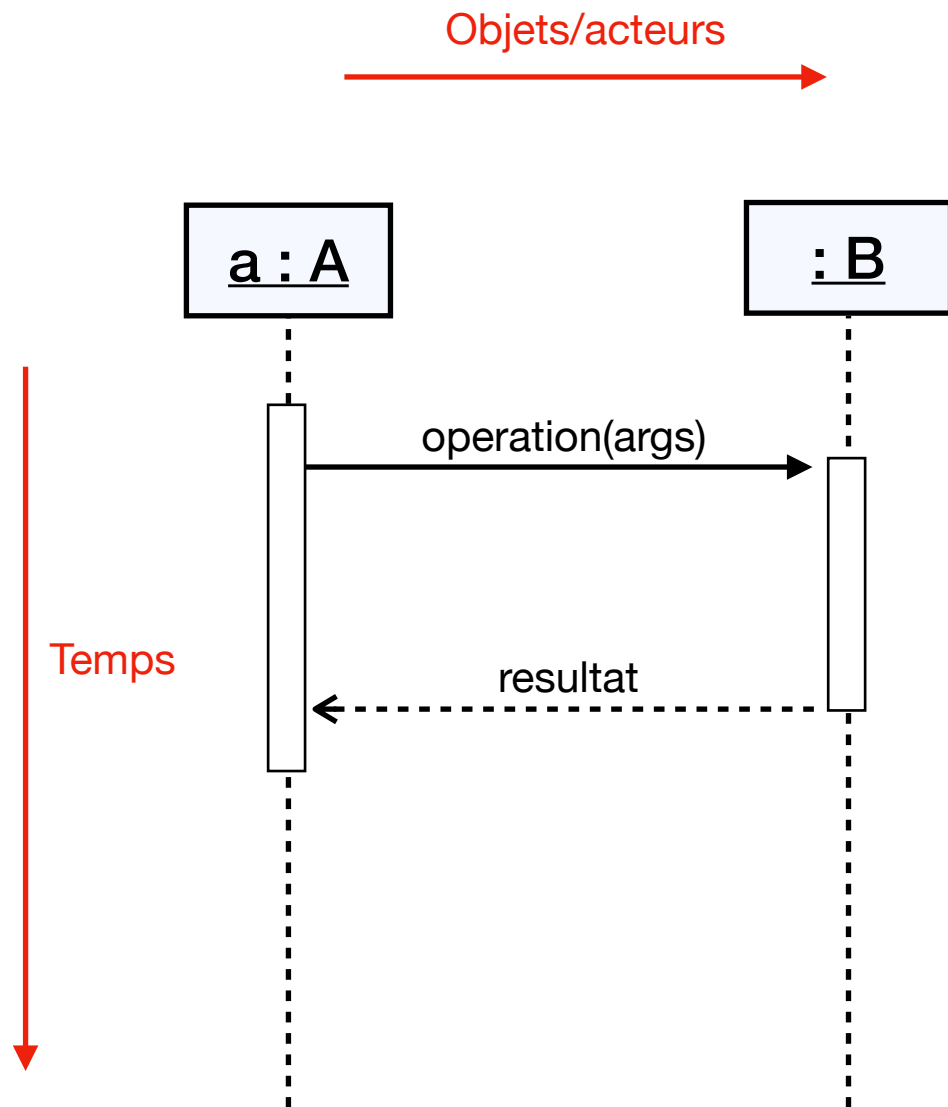 Objets/acteurs
a : A
: B
operation(args)
Temps
resultat